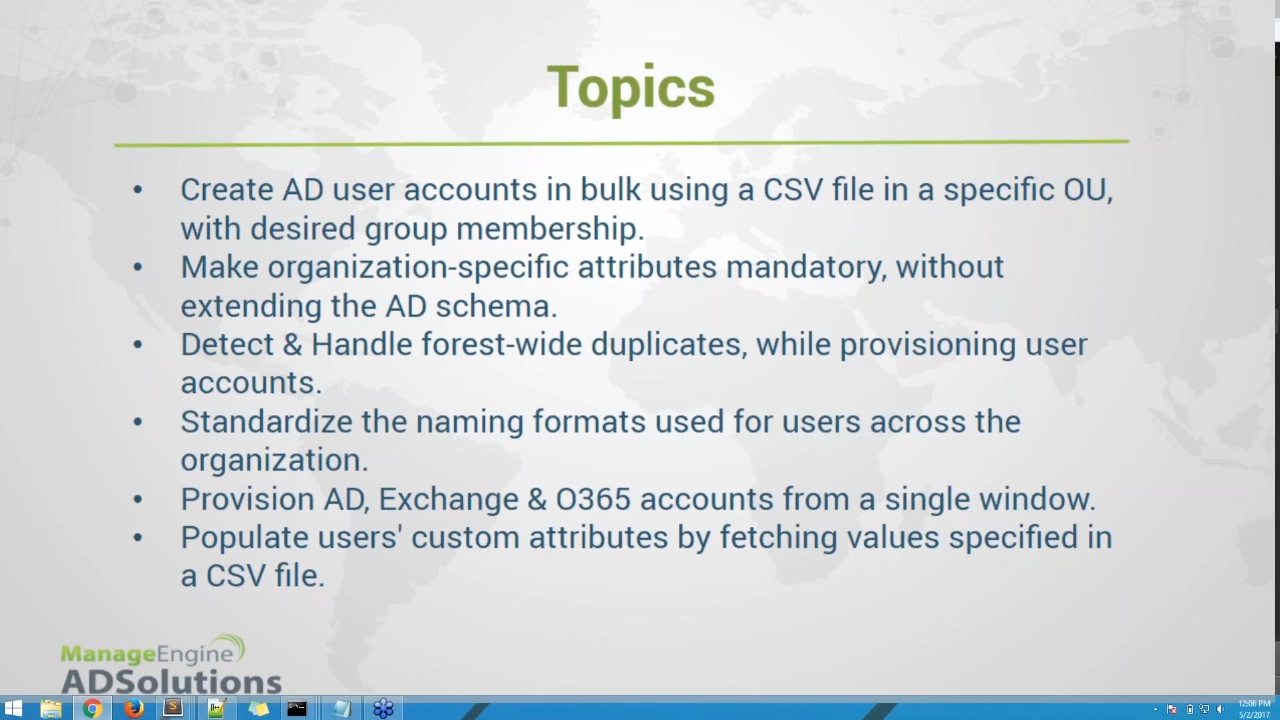 Topics
• Create AD user accounts in bulk using a CSV file in a specific OU,
with desired group membership.
• Make organization-specific attributes mandatory, without
extending the AD schema.
• Detect & Handle forest-wide duplicates, while provisioning user
accounts.
• Standardize the naming formats used for users across the
organization.
• Provision AD, Exchange & O365 accounts from a single window.
• Populate users' custom attributes by fetching values specified in
a CSV file.
ManageEngine
ADSolutions
12:06 PM
5/2/2017